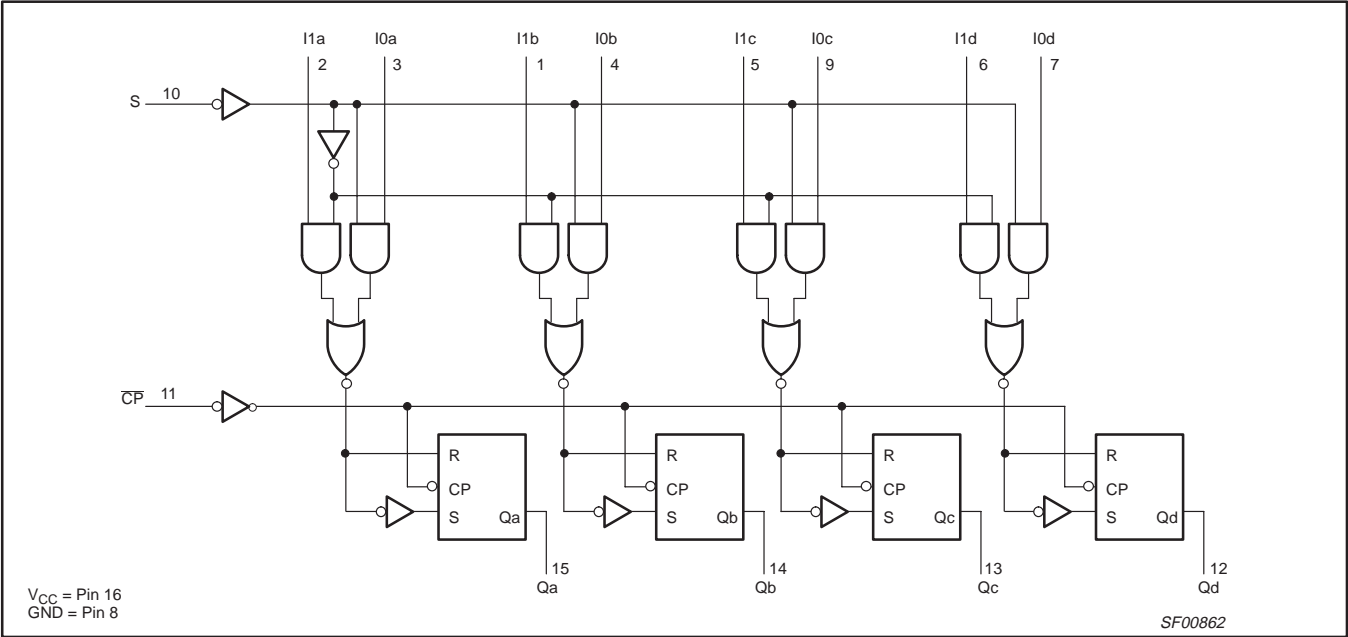 I1a I0a I1b I0b I1c I0c I1d I0d
2 3 1 4 5 9 6 7
S 10
CP 11
R R R R
CP CP CP CP
S Qa S Qb S Qc S Qd
15 14 13 12
Qa Qb Qc Qd
VCC = Pin 16
GND = Pin 8
SF00862